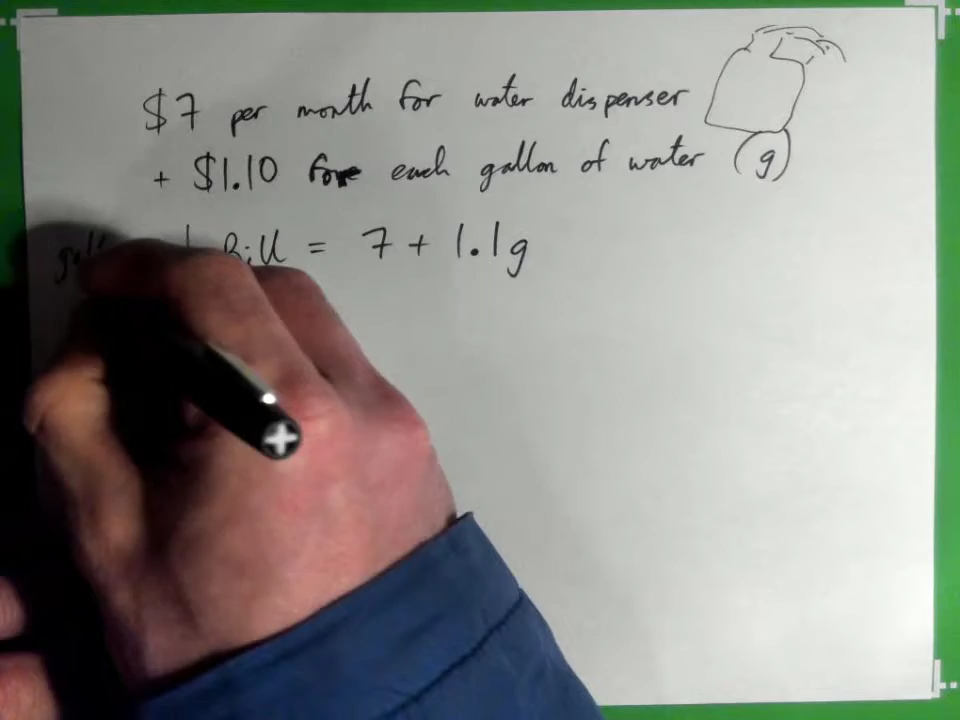 $7 per month for water dispenser
+ $1.10 for each gallon of water (g)
Bill = 7 + 1.1g